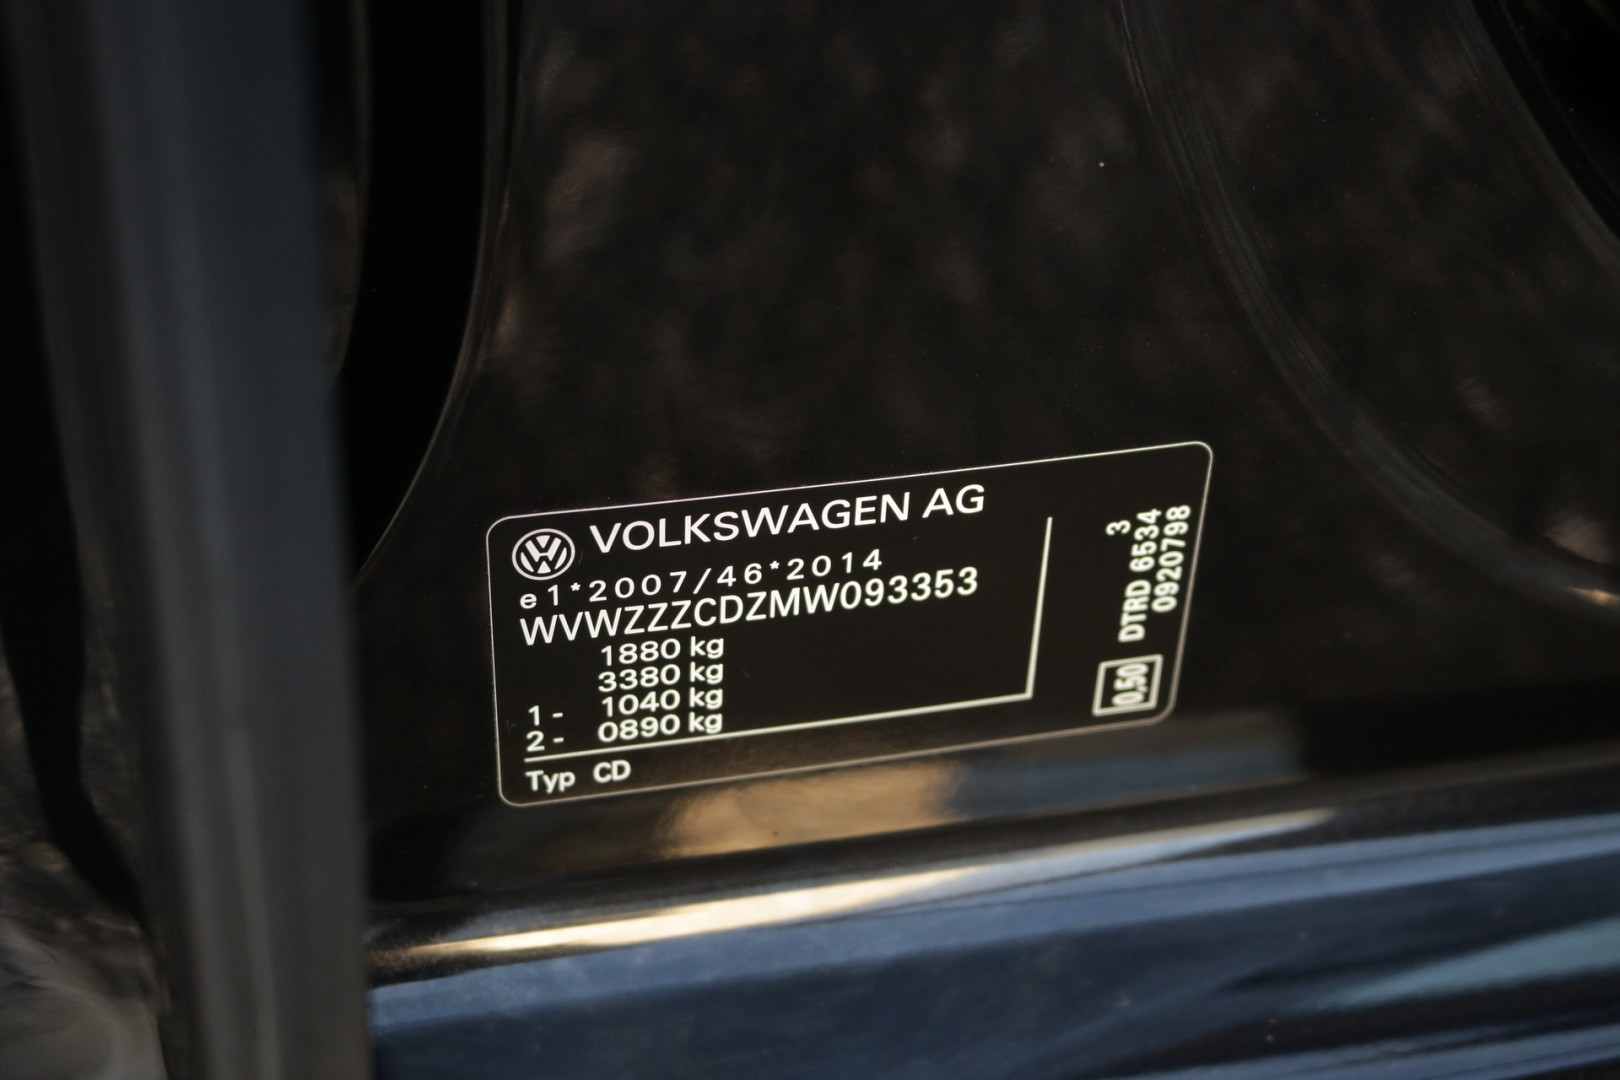 VOLKSWAGEN AG
e1*2007/46*2014
WVWZZZCDZMW093353
1880 kg
3380 kg
1 - 1040 kg
2 - 0890 kg
Typ CD
3
DTRD 6534
0920798
0,50